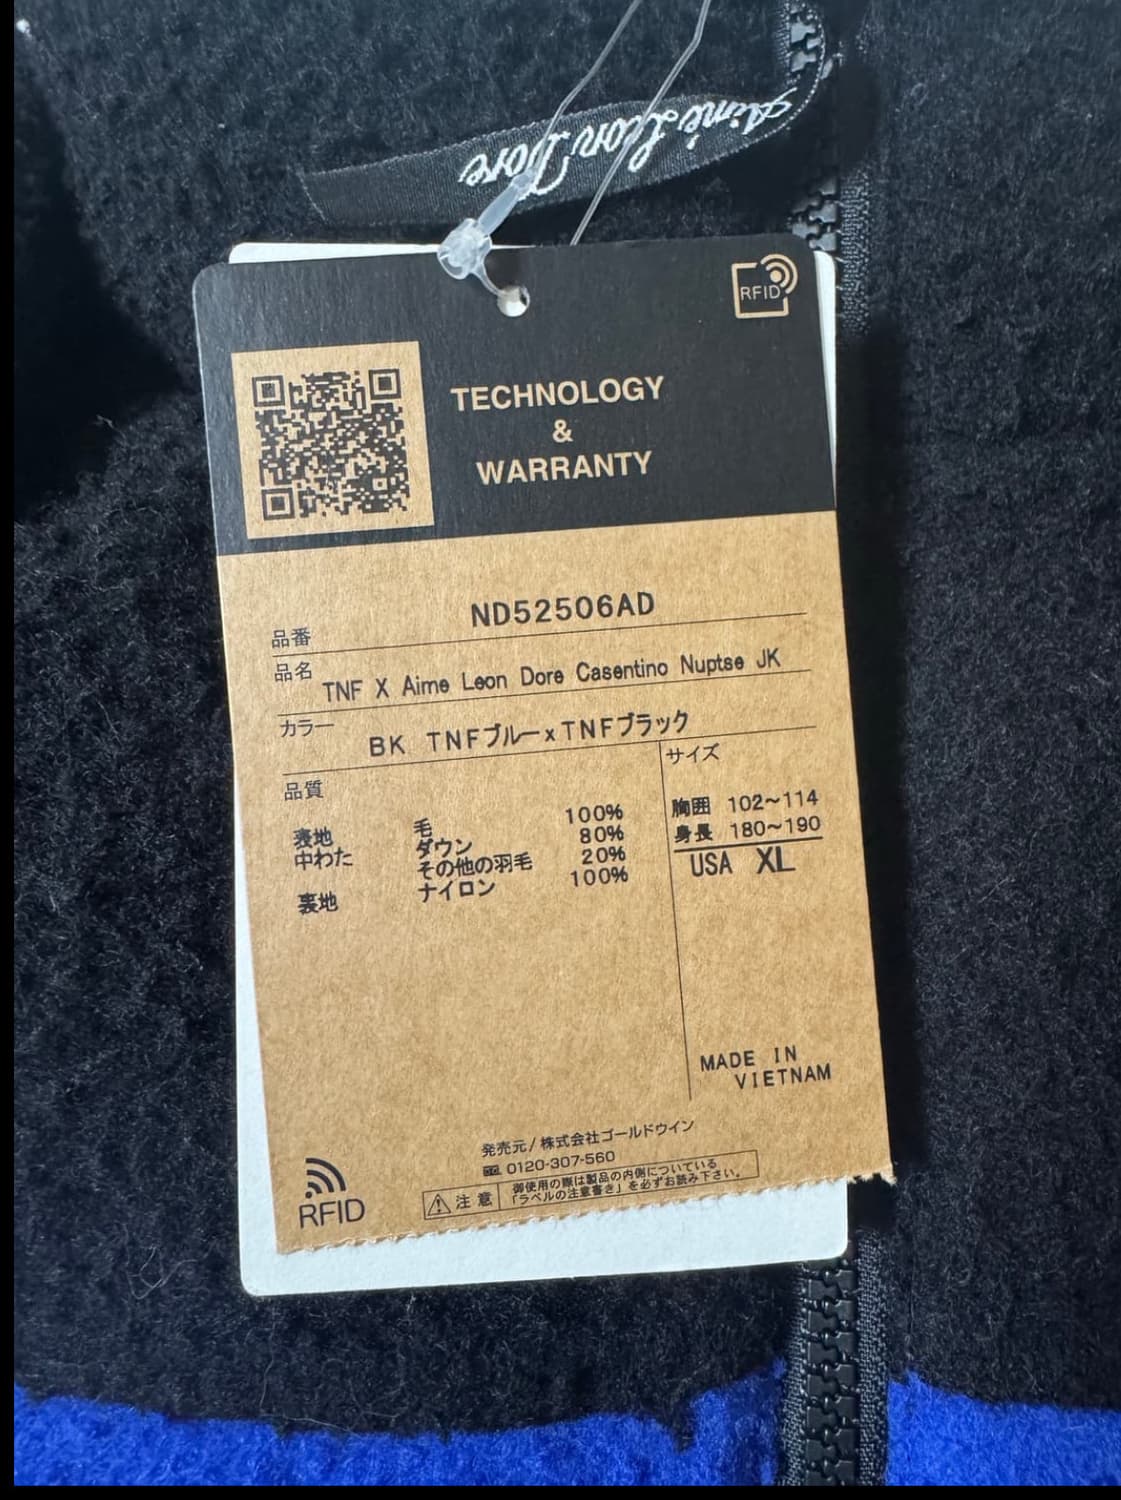 Aimé Leon Dore
RFID
TECHNOLOGY
&
WARRANTY
品番 ND52506AD
品名 TNF X Aime Leon Dore Casentino Nuptse JK
カラー BK TNFブルーxTNFブラック
品質
表地 毛 100%
中わた ダウン 80%
その他の羽毛 20%
裏地 ナイロン 100%
サイズ
胸囲 102~114
身長 180~190
USA XL
MADE IN
VIETNAM
発売元/株式会社ゴールドウイン
0120-307-560
注意 御使用の際は製品の内側についている
「ラベルの注意書き」を必ずお読み下さい。
RFID